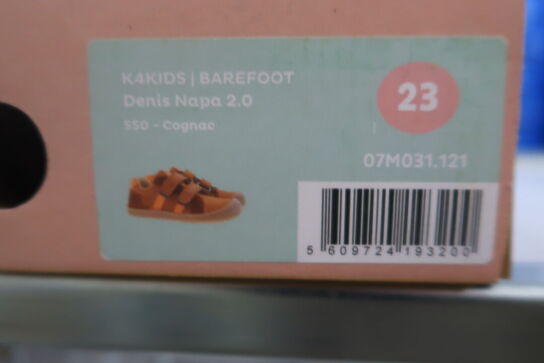 K4KIDS | BAREFOOT
Denis Napa 2.0
550 - Cognac
23
07M031.121
5 609724 193200